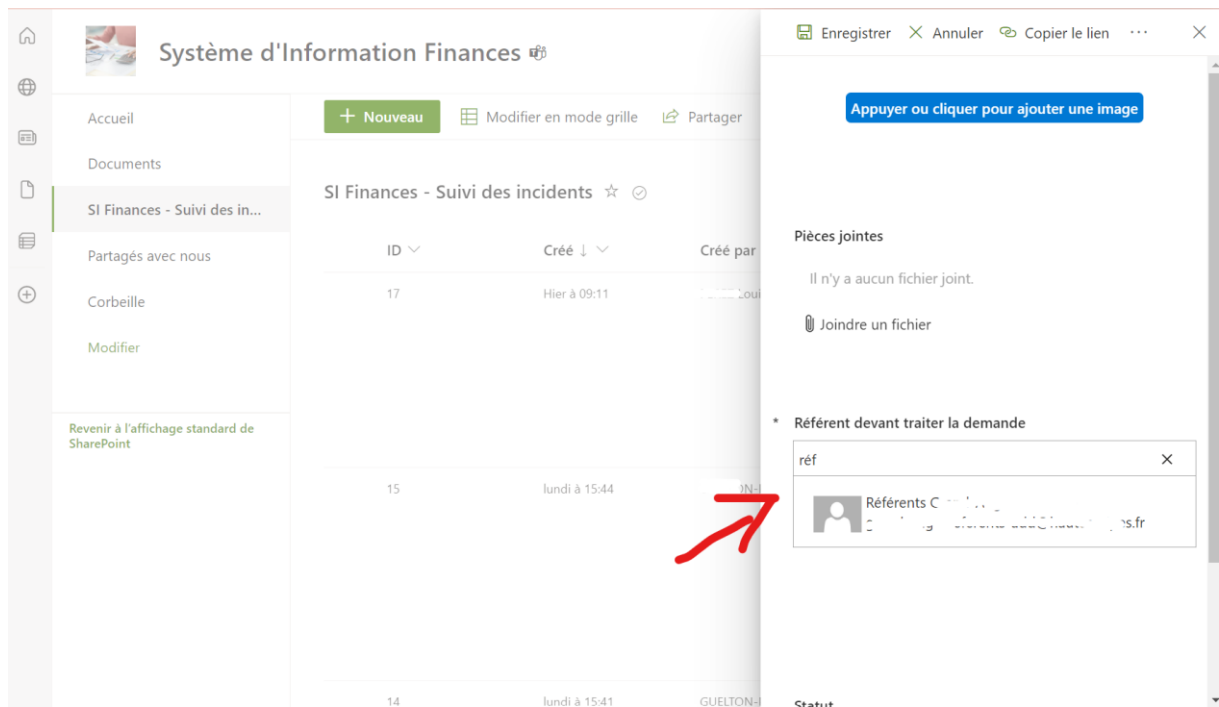 Système d'Information Finances
Accueil
Documents
SI Finances - Suivi des in...
Partagés avec nous
Corbeille
Modifier
Revenir à l'affichage standard de
SharePoint
+ Nouveau
Modifier en mode grille
Partager
SI Finances - Suivi des incidents
ID
Créé ↓
Créé par
17
Hier à 09:11
15
lundi à 15:44
14
lundi à 15:41
GUELTON-
Enregistrer
Annuler
Copier le lien
...
Appuyer ou cliquer pour ajouter une image
Pièces jointes
Il n'y a aucun fichier joint.
Joindre un fichier
* Référent devant traiter la demande
réf
Référents
Statut